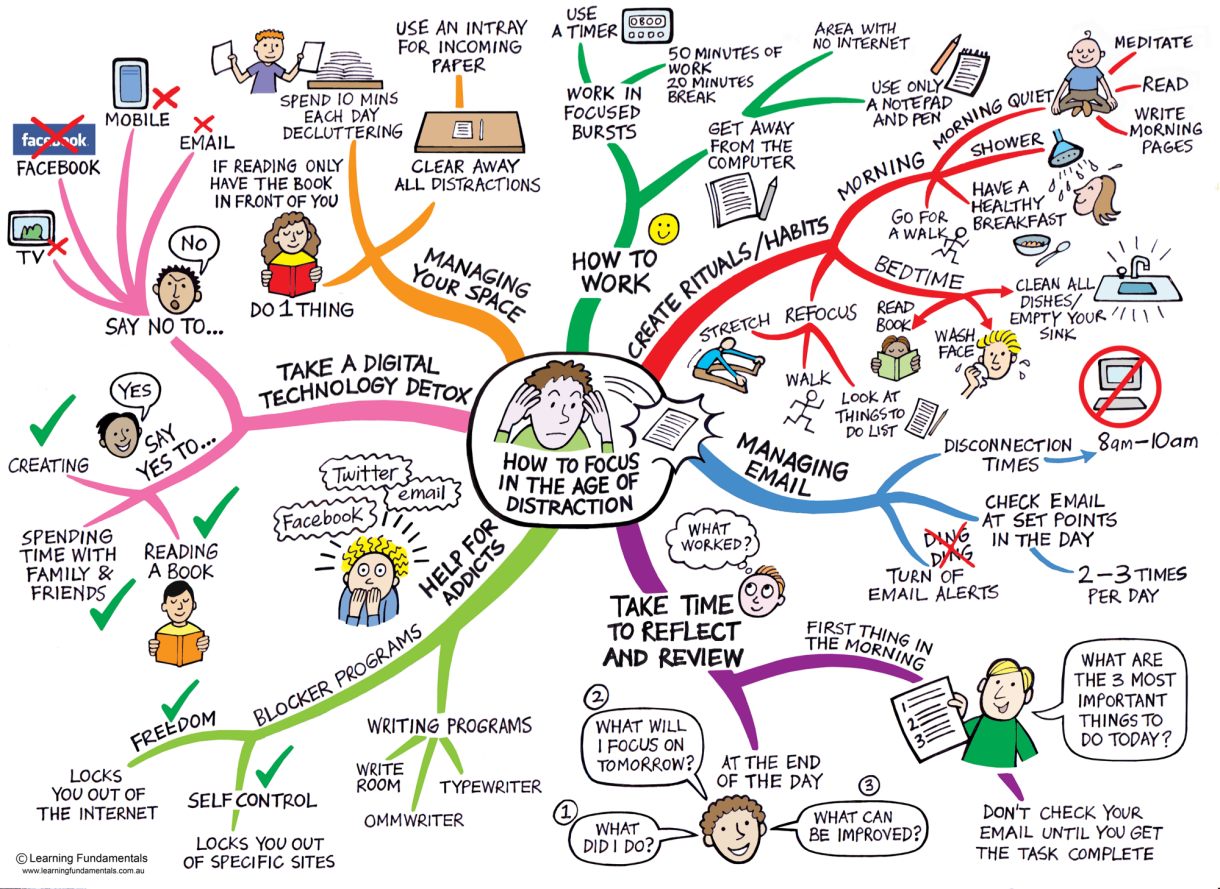 HOW TO FOCUS
IN THE AGE OF
DISTRACTION
TAKE A DIGITAL
TECHNOLOGY DETOX
SAY NO TO...
NO
TV
facebook
FACEBOOK
MOBILE
EMAIL
SAY
YES TO...
YES
CREATING
SPENDING
TIME WITH
FAMILY &
FRIENDS
READING
A BOOK
MANAGING
YOUR SPACE
SPEND 10 MINS
EACH DAY
DECLUTTERING
USE AN INTRAY
FOR INCOMING
PAPER
CLEAR AWAY
ALL DISTRACTIONS
IF READING ONLY
HAVE THE BOOK
IN FRONT OF YOU
DO 1 THING
HOW TO
WORK
WORK IN
FOCUSED
BURSTS
USE
A TIMER
0800
50 MINUTES OF
WORK
20 MINUTES
BREAK
GET AWAY
FROM THE
COMPUTER
AREA WITH
NO INTERNET
USE ONLY
A NOTEPAD
AND PEN
CREATE RITUALS/HABITS
MORNING
MORNING QUIET
MEDITATE
READ
WRITE
MORNING
PAGES
SHOWER
HAVE A
HEALTHY
BREAKFAST
GO FOR
A WALK
BEDTIME
CLEAN ALL
DISHES/
EMPTY YOUR
SINK
READ
BOOK
WASH
FACE
REFOCUS
STRETCH
WALK
LOOK AT
THINGS TO
DO LIST
MANAGING
EMAIL
DISCONNECTION
TIMES
8am-10am
CHECK EMAIL
AT SET POINTS
IN THE DAY
2-3 TIMES
PER DAY
DING
DING
TURN OF
EMAIL ALERTS
TAKE TIME
TO REFLECT
AND REVIEW
WHAT
WORKED?
FIRST THING IN
THE MORNING
1
2
3
WHAT ARE
THE 3 MOST
IMPORTANT
THINGS TO
DO TODAY?
DON'T CHECK YOUR
EMAIL UNTIL YOU GET
THE TASK COMPLETE
AT THE END
OF THE DAY
1
WHAT
DID I DO?
2
WHAT WILL
I FOCUS ON
TOMORROW?
3
WHAT CAN
BE IMPROVED?
HELP FOR
ADDICTS
Twitter
email
Facebook
BLOCKER PROGRAMS
FREEDOM
LOCKS
YOU OUT OF
THE INTERNET
SELF CONTROL
LOCKS YOU OUT
OF SPECIFIC SITES
WRITING PROGRAMS
WRITE
ROOM
OMMWRITER
TYPEWRITER
© Learning Fundamentals
www.learningfundamentals.com.au